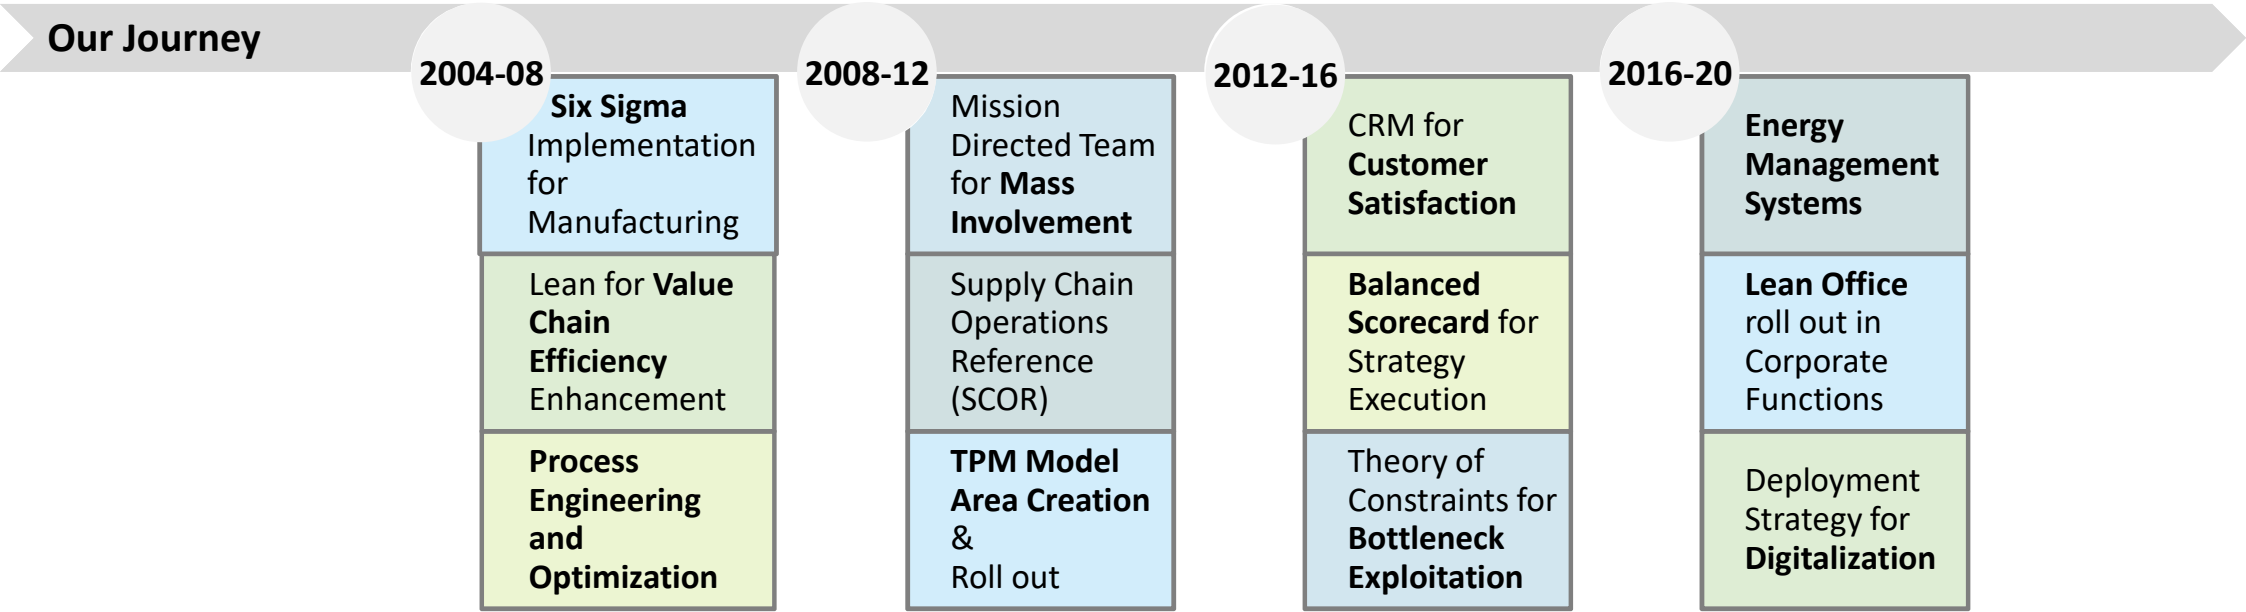 Our Journey
2004-08
Six Sigma
Implementation
for
Manufacturing
Lean for Value
Chain
Efficiency
Enhancement
Process
Engineering
and
Optimization
2008-12
Mission
Directed Team
for Mass
Involvement
Supply Chain
Operations
Reference
(SCOR)
TPM Model
Area Creation
&
Roll out
2012-16
CRM for
Customer
Satisfaction
Balanced
Scorecard for
Strategy
Execution
Theory of
Constraints for
Bottleneck
Exploitation
2016-20
Energy
Management
Systems
Lean Office
roll out in
Corporate
Functions
Deployment
Strategy for
Digitalization